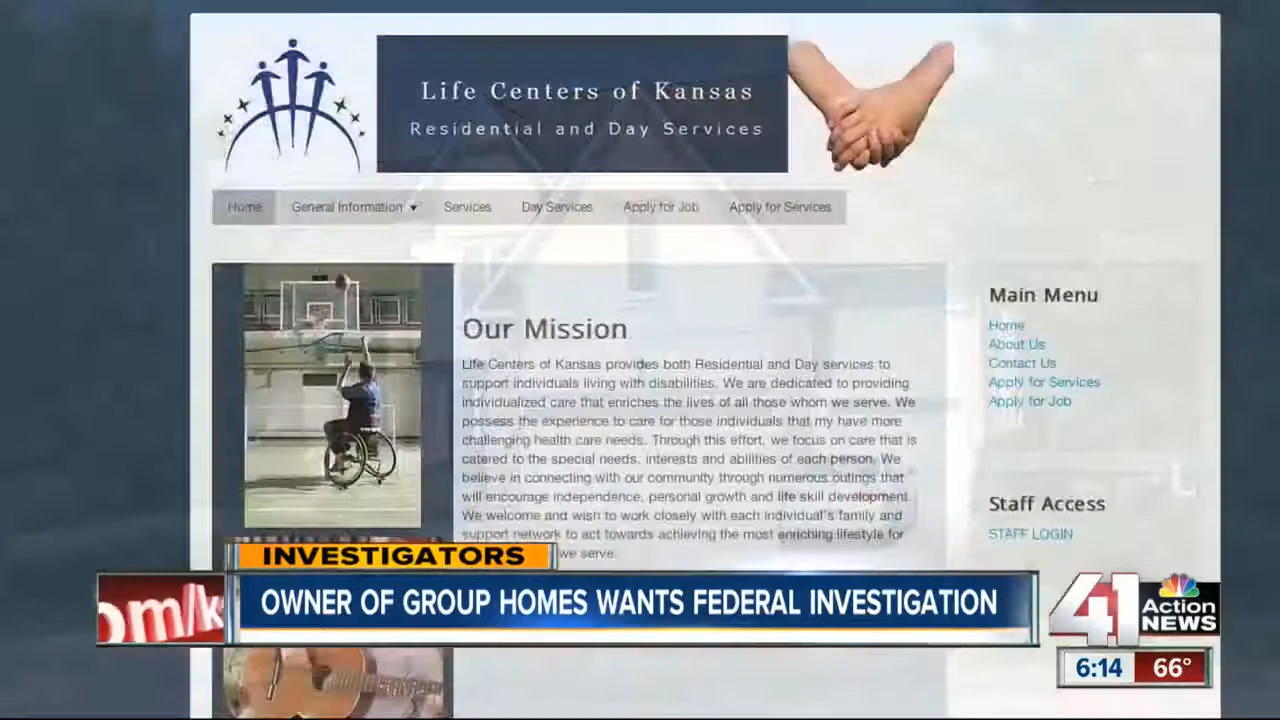 Life Centers of Kansas
Residential and Day Services
Home General Information Services Day Services Apply for Job Apply for Services
Our Mission
Life Centers of Kansas provides both Residential and Day services to
support individuals living with disabilities. We are dedicated to providing
individualized care that enriches the lives of all those whom we serve. We
possess the experience to care for those individuals that my have more
challenging health care needs. Through this effort, we focus on care that is
catered to the special needs, interests and abilities of each person. We
believe in connecting with our community through numerous outings that
will encourage independence, personal growth and life skill development.
We welcome and wish to work closely with each individual's family and
support network to act towards achieving the most enriching lifestyle for
we serve.
Main Menu
Home
About Us
Contact Us
Apply for Services
Apply for Job
Staff Access
STAFF LOGIN
INVESTIGATORS
OWNER OF GROUP HOMES WANTS FEDERAL INVESTIGATION
om/k
41 Action NEWS
6:14 66°